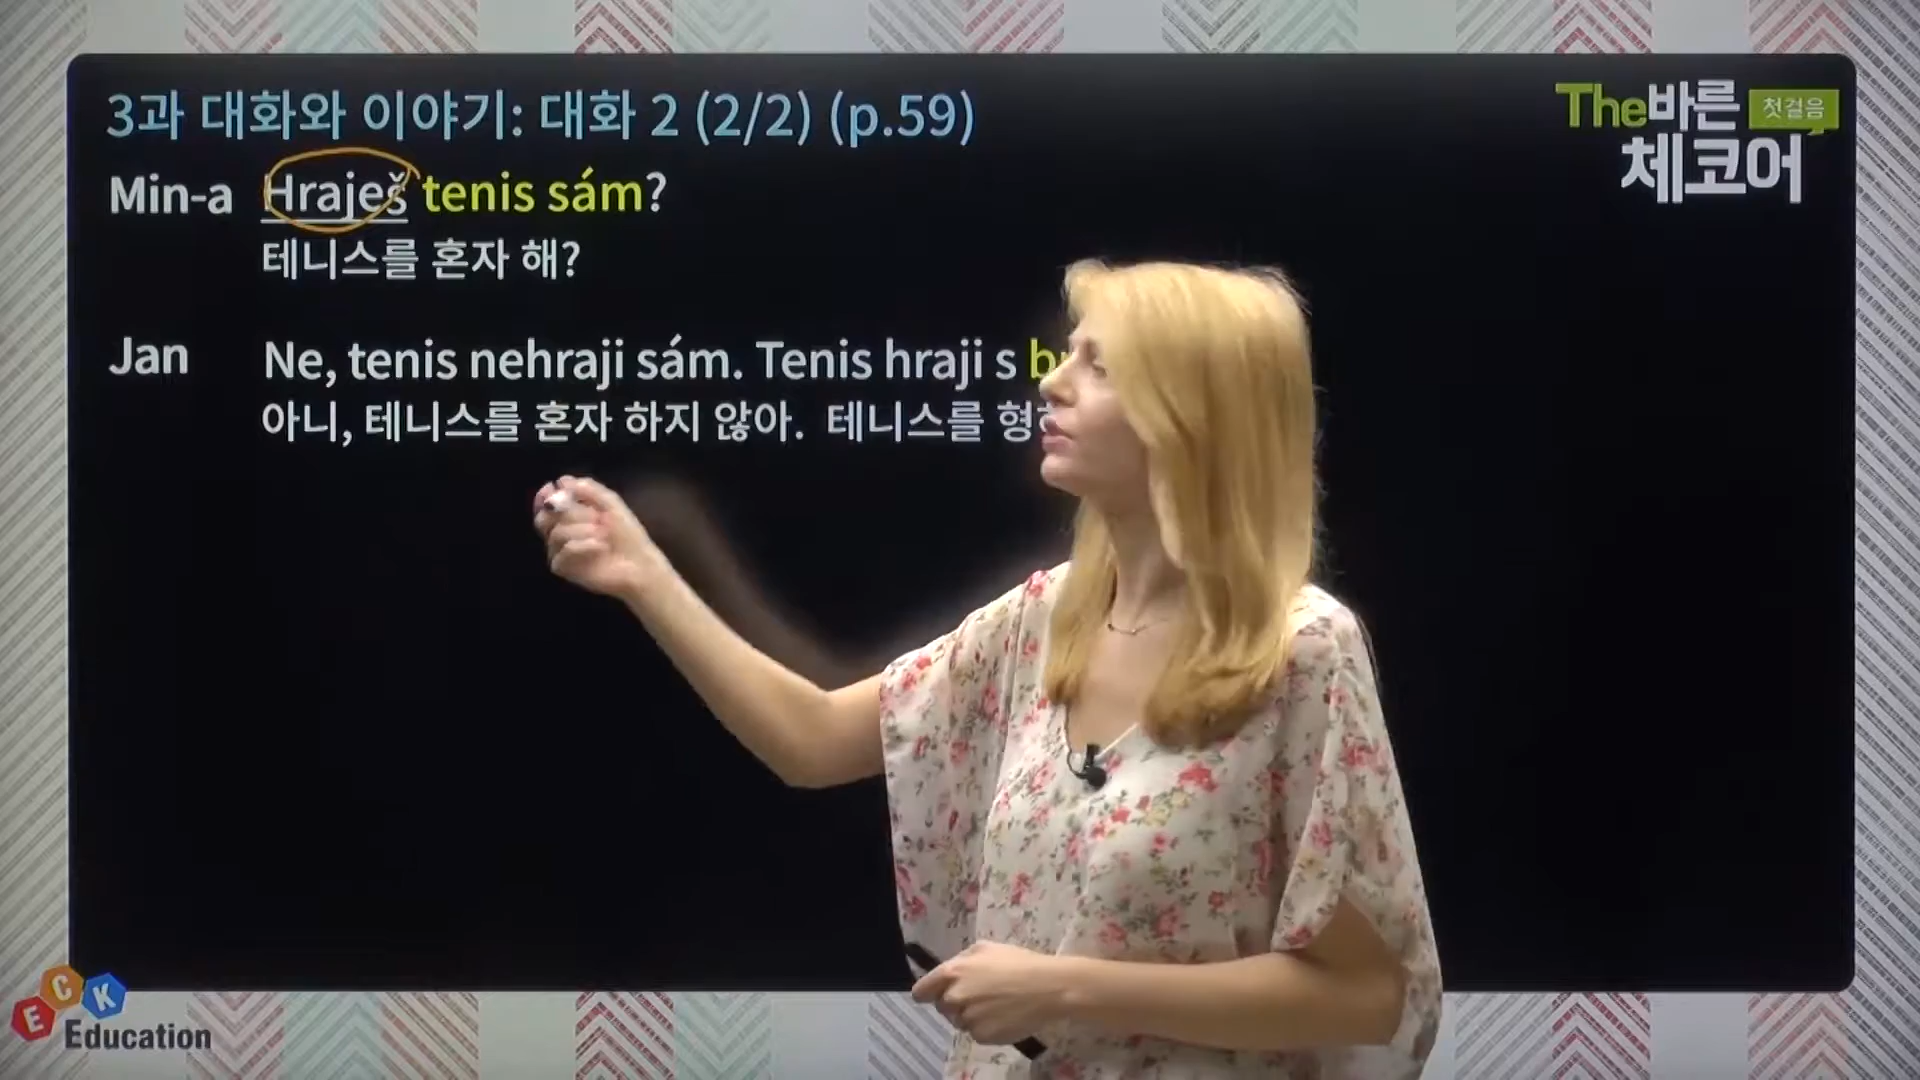 3과 대화와 이야기: 대화 2 (2/2) (p.59)
The바른 첫걸음
체코어
Min-a Hraješ tenis sám?
테니스를 혼자 해?
Jan Ne, tenis nehraji sám. Tenis hraji s
아니, 테니스를 혼자 하지 않아. 테니스를
ECK
Education